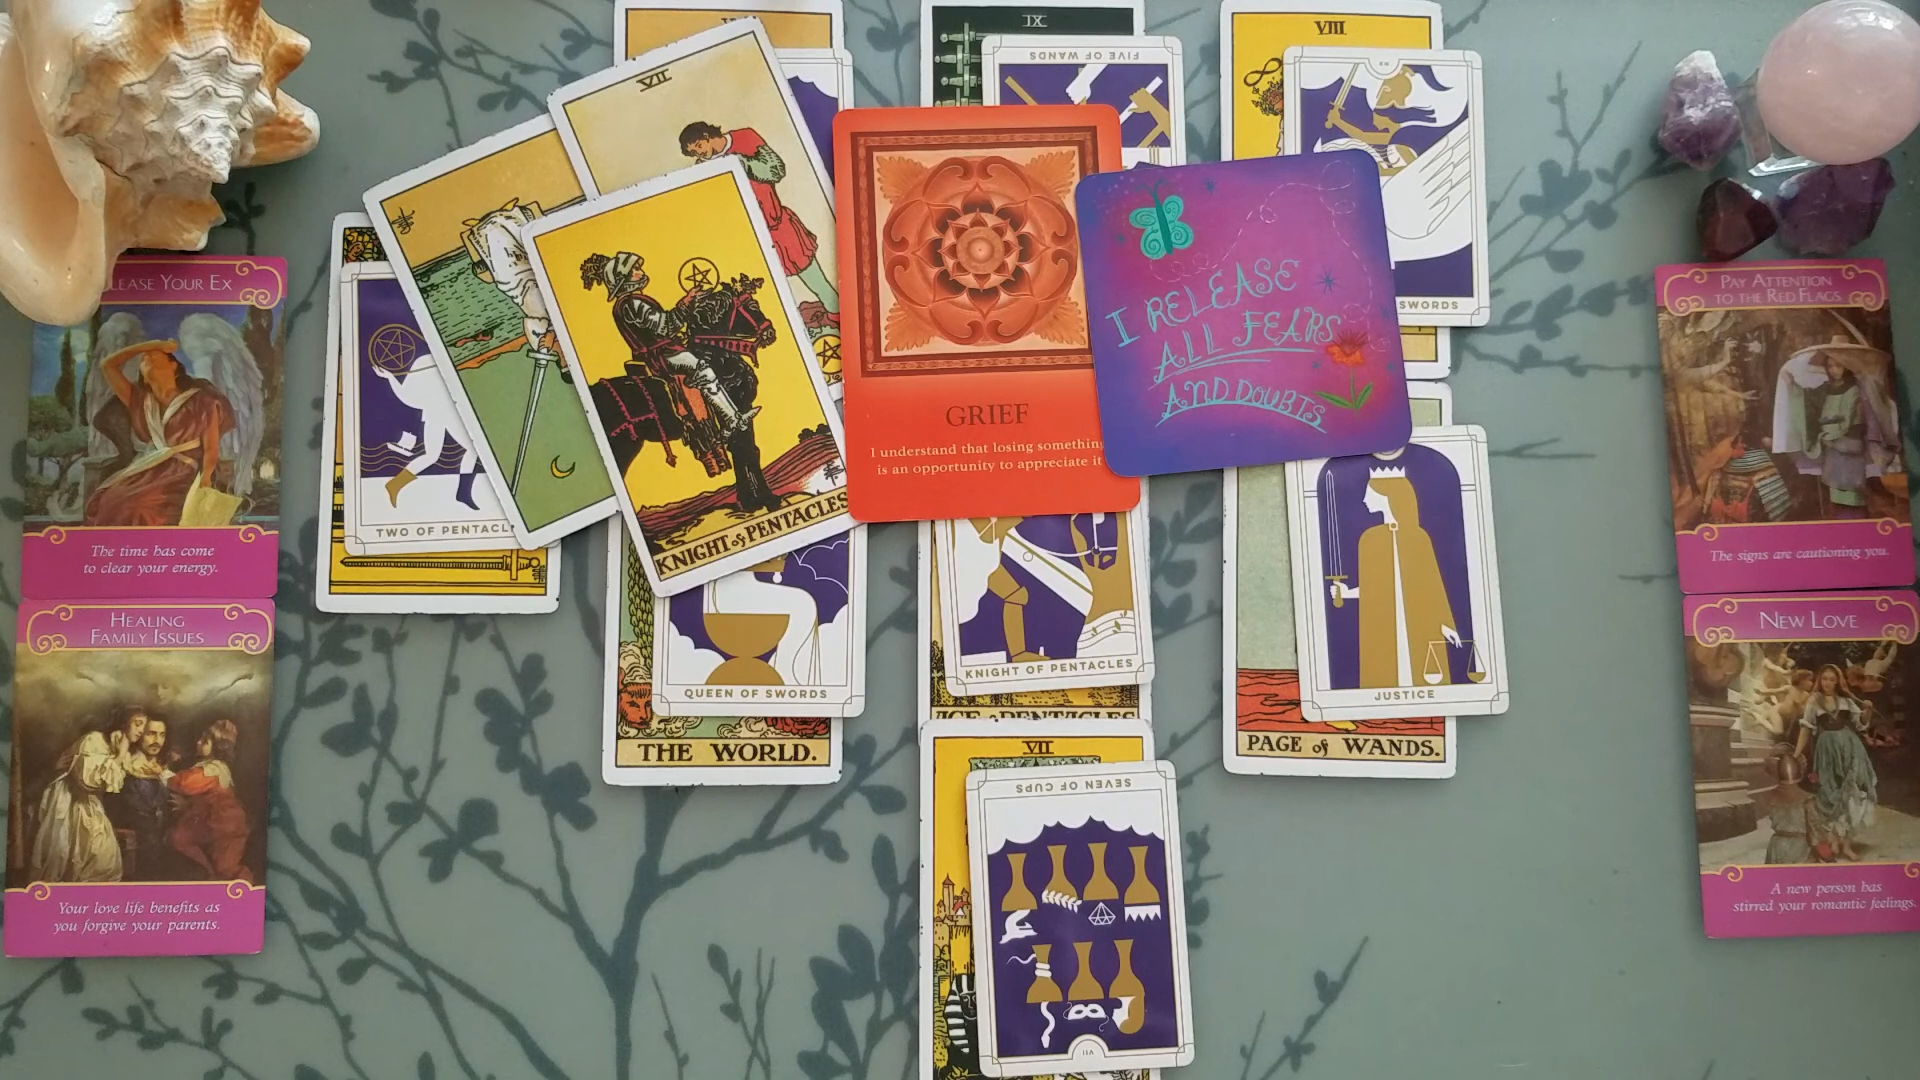 IX
VIII
FIVE OF WANDS
VII
EASE YOUR EX
The time has come
to clear your energy.
HEALING
FAMILY ISSUES
Your love life benefits as
you forgive your parents.
TWO OF PENTACL
KNIGHT of PENTACLES
GRIEF
I understand that losing something
is an opportunity to appreciate it
I RELEASE
ALL FEARS
AND DOUBTS
SWORDS
QUEEN OF SWORDS
THE WORLD.
KNIGHT OF PENTACLES
PENTACLES
JUSTICE
PAGE of WANDS.
VII
SEVEN OF CUPS
VII
PAY ATTENTION
TO THE RED FLAGS
The signs are cautioning you.
NEW LOVE
A new person has
stirred your romantic feelings.